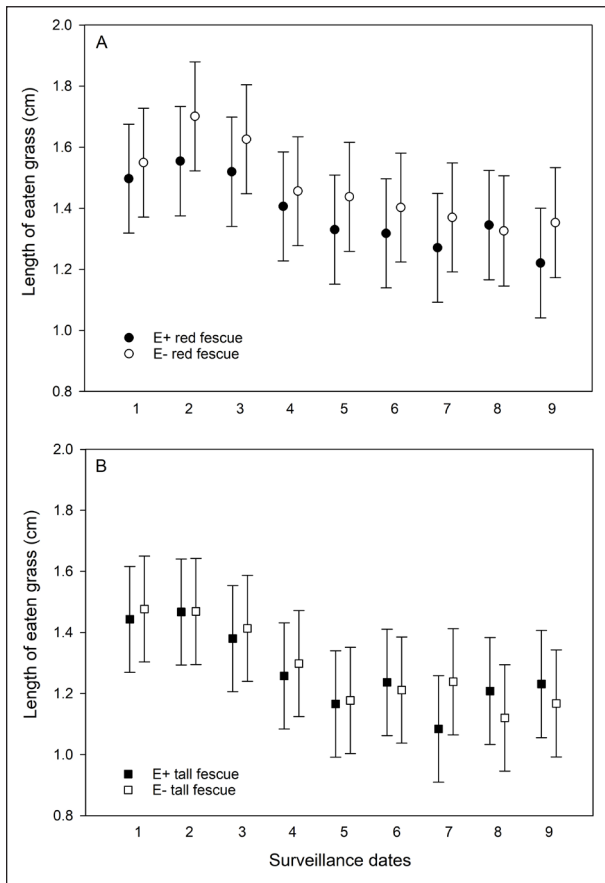 A
Length of eaten grass (cm)
2.0
1.8
1.6
1.4
1.2
1.0
0.8
E+ red fescue
E- red fescue
1 2 3 4 5 6 7 8 9
B
Length of eaten grass (cm)
2.0
1.8
1.6
1.4
1.2
1.0
0.8
E+ tall fescue
E- tall fescue
1 2 3 4 5 6 7 8 9
Surveillance dates